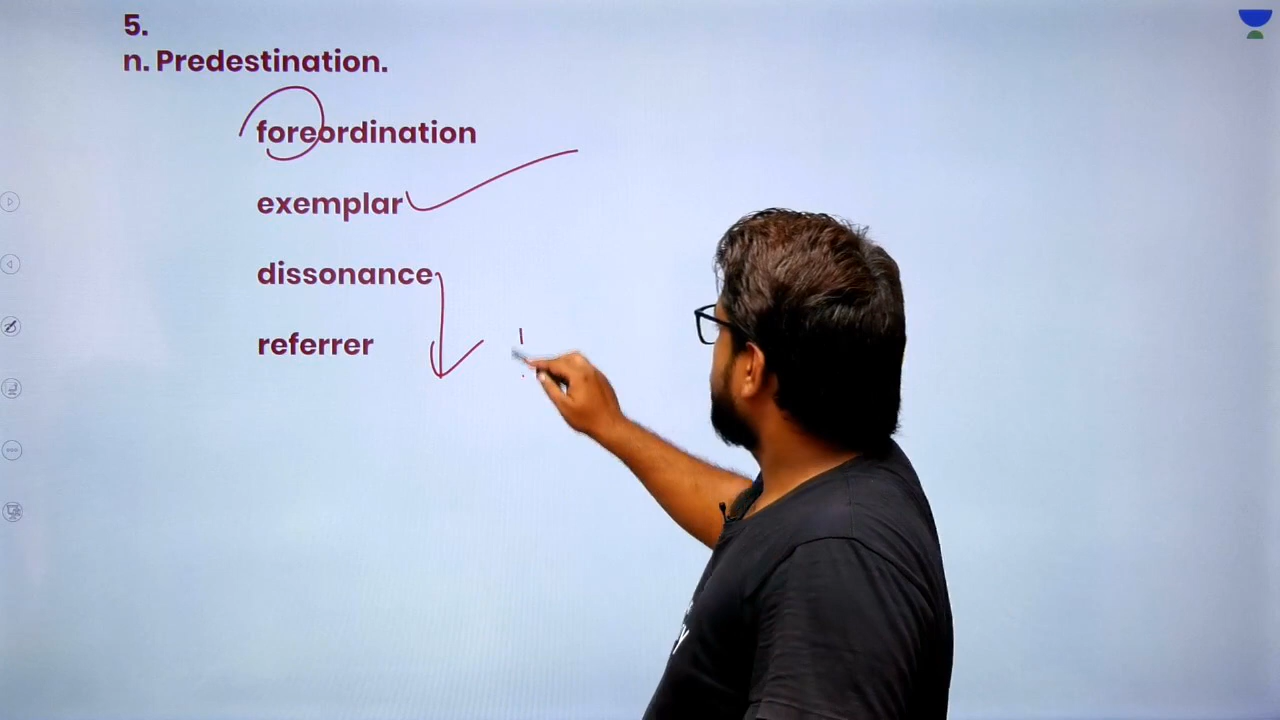 5.
n. Predestination.
foreordination
exemplar
dissonance
referrer